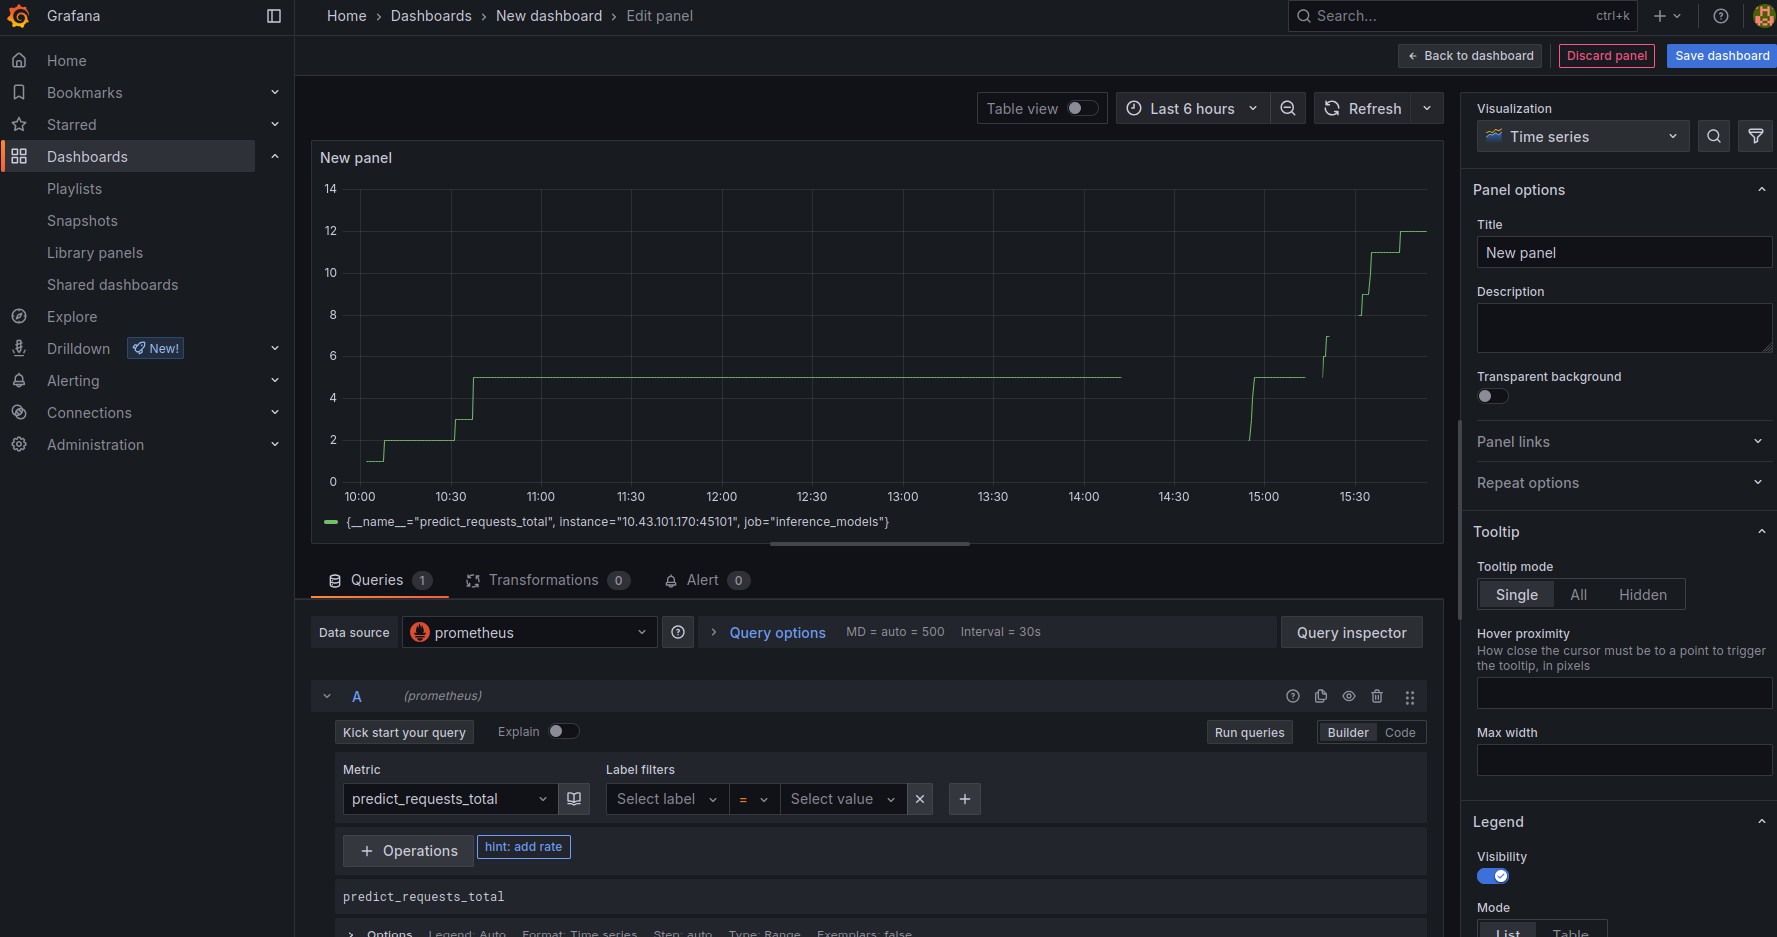 Grafana
Home › Dashboards › New dashboard › Edit panel
Search... ctrl+k
Back to dashboard
Discard panel
Save dashboard
Home
Bookmarks
Starred
Dashboards
Playlists
Snapshots
Library panels
Shared dashboards
Explore
Drilldown New!
Alerting
Connections
Administration
Table view
Last 6 hours
Refresh
New panel
14
12
10
8
6
4
2
0
10:00 10:30 11:00 11:30 12:00 12:30 13:00 13:30 14:00 14:30 15:00 15:30
{__name__="predict_requests_total", instance="10.43.101.170:45101", job="inference_models"}
Queries 1 Transformations 0 Alert 0
Data source prometheus
Query options MD = auto = 500 Interval = 30s
Query inspector
A (prometheus)
Kick start your query Explain
Run queries Builder Code
Metric Label filters
predict_requests_total Select label = Select value
+ Operations hint: add rate
predict_requests_total
Options Legend: Auto Format: Time series Step: auto Type: Range Exemplars: false
Visualization
Time series
Panel options
Title
New panel
Description
Transparent background
Panel links
Repeat options
Tooltip
Tooltip mode
Single All Hidden
Hover proximity
How close the cursor must be to a point to trigger
the tooltip, in pixels
Max width
Legend
Visibility
Mode
List Table